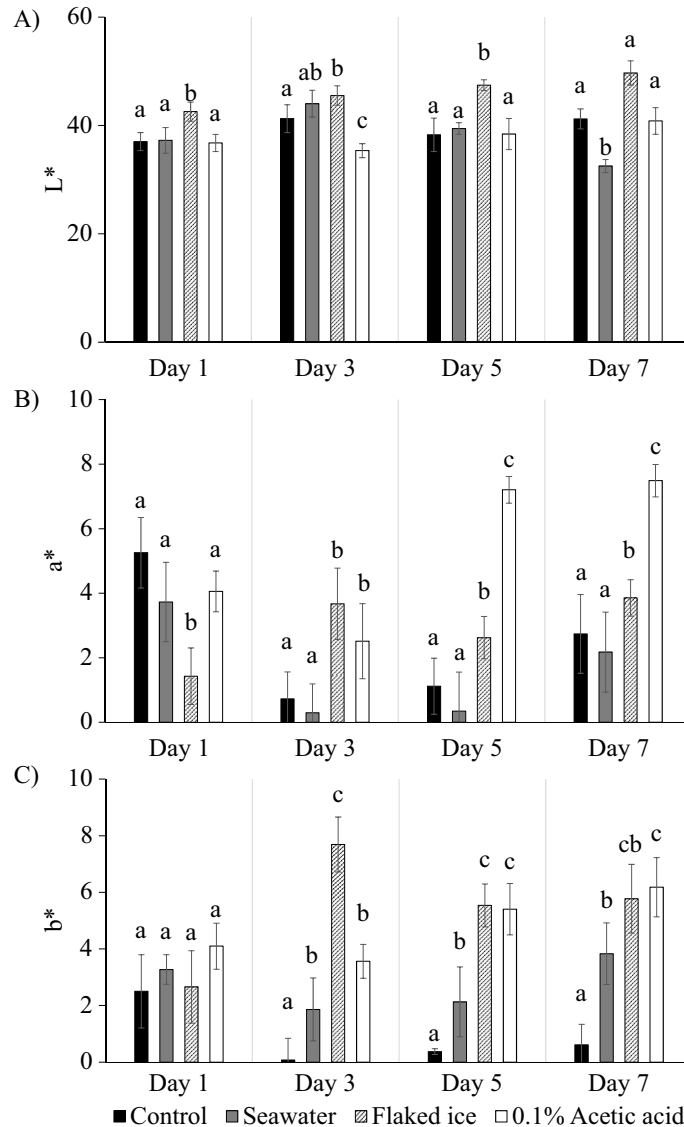 A)
60
40
20
0
L*
a a b a
a ab b c
a a b a
a b a a
Day 1 Day 3 Day 5 Day 7
B)
10
8
6
4
2
0
a*
a a b a
a a b b
a a b c
a a b c
Day 1 Day 3 Day 5 Day 7
C)
10
8
6
4
2
0
b*
a a a a
a b c b
a b c c
a b cb c
Day 1 Day 3 Day 5 Day 7
Control Seawater Flaked ice 0.1% Acetic acid